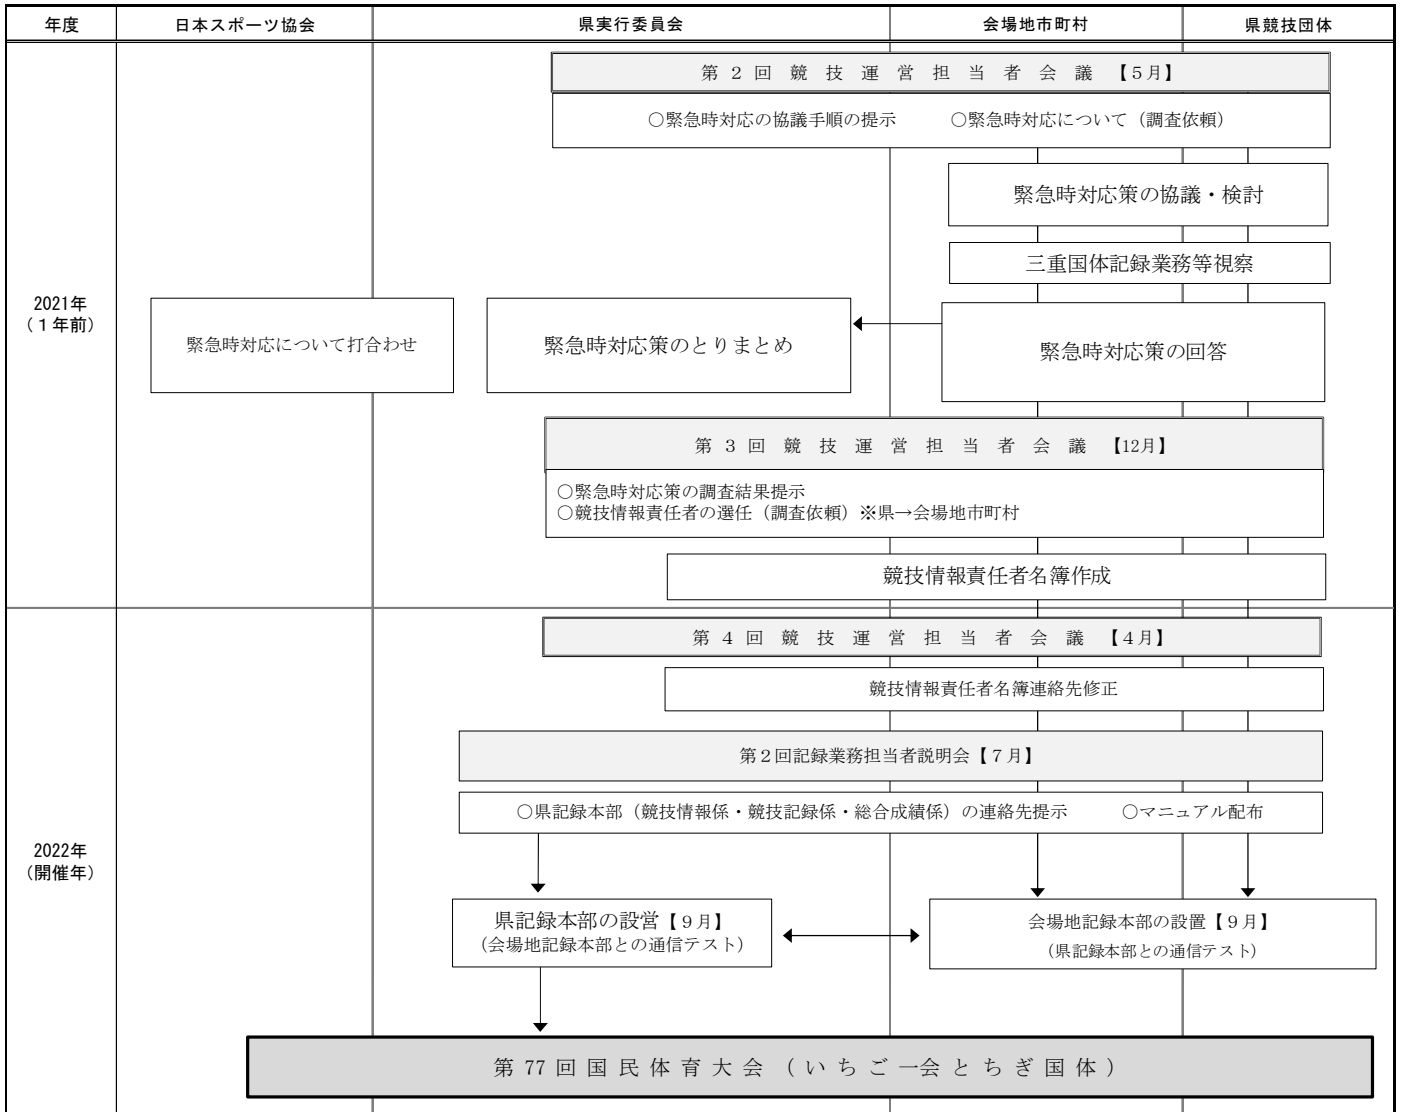 年度
日本スポーツ協会
県実行委員会
会場地市町村
県競技団体
第２回競技運営担当者会議【５月】
○緊急時対応の協議手順の提示　○緊急時対応について（調査依頼）
緊急時対応策の協議・検討
三重国体記録業務等視察
2021年
（１年前）
緊急時対応について打合わせ
緊急時対応策のとりまとめ
緊急時対応策の回答
第３回競技運営担当者会議【12月】
○緊急時対応策の調査結果提示
○競技情報責任者の選任（調査依頼）※県→会場地市町村
競技情報責任者名簿作成
第４回競技運営担当者会議【４月】
競技情報責任者名簿連絡先修正
第２回記録業務担当者説明会【７月】
○県記録本部（競技情報係・競技記録係・総合成績係）の連絡先提示　○マニュアル配布
2022年
（開催年）
県記録本部の設営【９月】
（会場地記録本部との通信テスト）
会場地記録本部の設置【９月】
（県記録本部との通信テスト）
第77回国民体育大会（いちご一会とちぎ国体）